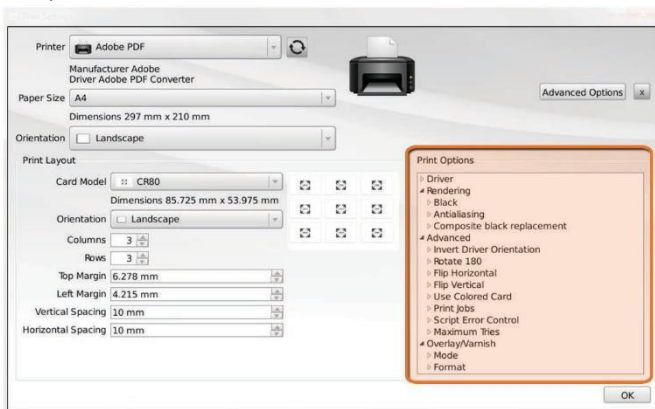 Printer Adobe PDF
Manufacturer Adobe
Driver Adobe PDF Converter
Paper Size A4
Dimensions 297 mm x 210 mm
Orientation Landscape
Advanced Options x
Print Layout
Card Model CR80
Dimensions 85.725 mm x 53.975 mm
Orientation Landscape
Columns 3
Rows 3
Top Margin 6.278 mm
Left Margin 4.215 mm
Vertical Spacing 10 mm
Horizontal Spacing 10 mm
Print Options
Driver
Rendering
Black
Antialiasing
Composite black replacement
Advanced
Invert Driver Orientation
Rotate 180
Flip Horizontal
Flip Vertical
Use Colored Card
Print Jobs
Script Error Control
Maximum Tries
Overlay/Varnish
Mode
Format
OK